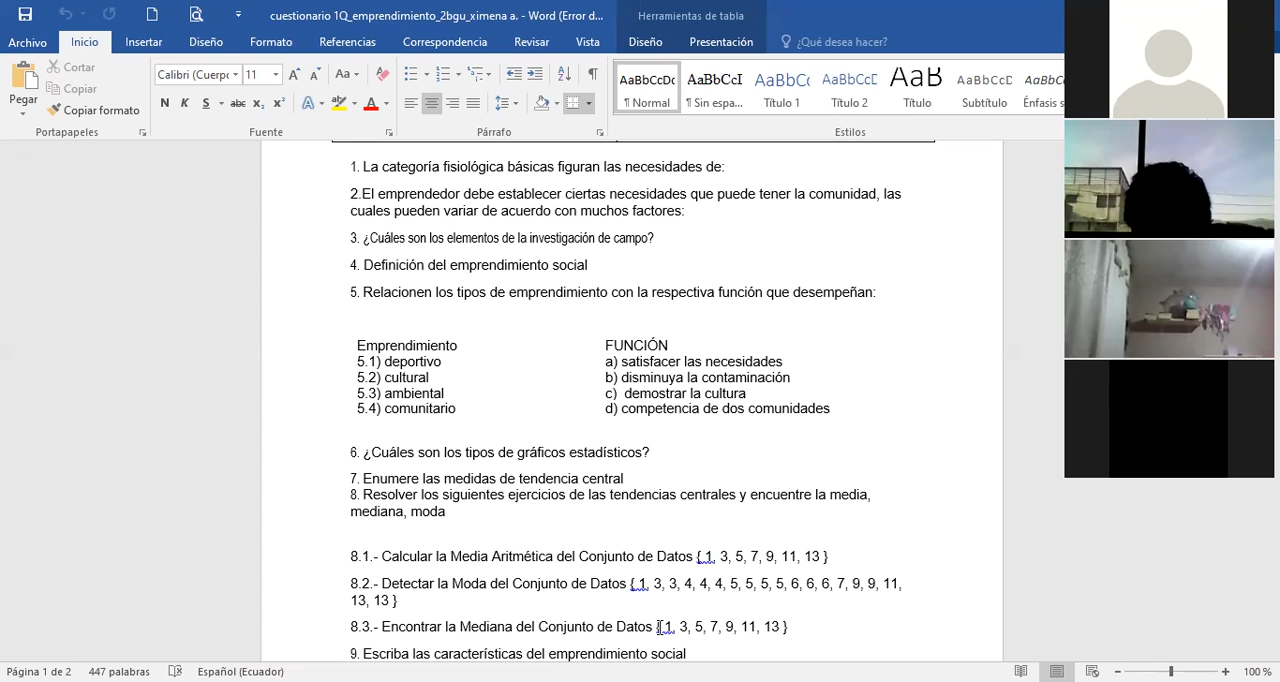 cuestionario 1Q_emprendimiento_2bgu_ximena a. - Word (Error d...
Herramientas de tabla
Archivo Inicio Insertar Diseño Formato Referencias Correspondencia Revisar Vista Diseño Presentación ¿Qué desea hacer?
Cortar
Copiar
Copiar formato
Pegar
Portapapeles
Calibri (Cuerpo 11
Aa
N K S abc x₂ x²
A A
Fuente
Párrafo
AaBbCcDc AaBbCcI AaBbCc AaBbCcD AaB AaBbCcD AaBbCc
¶ Normal ¶ Sin espa... Título 1 Título 2 Título Subtítulo Énfasis s
Estilos
1. La categoría fisiológica básicas figuran las necesidades de:
2.El emprendedor debe establecer ciertas necesidades que puede tener la comunidad, las
cuales pueden variar de acuerdo con muchos factores:
3. ¿Cuáles son los elementos de la investigación de campo?
4. Definición del emprendimiento social
5. Relacionen los tipos de emprendimiento con la respectiva función que desempeñan:
Emprendimiento FUNCIÓN
5.1) deportivo a) satisfacer las necesidades
5.2) cultural b) disminuya la contaminación
5.3) ambiental c) demostrar la cultura
5.4) comunitario d) competencia de dos comunidades
6. ¿Cuáles son los tipos de gráficos estadísticos?
7. Enumere las medidas de tendencia central
8. Resolver los siguientes ejercicios de las tendencias centrales y encuentre la media,
mediana, moda
8.1.- Calcular la Media Aritmética del Conjunto de Datos { 1, 3, 5, 7, 9, 11, 13 }
8.2.- Detectar la Moda del Conjunto de Datos { 1, 3, 3, 4, 4, 4, 5, 5, 5, 5, 6, 6, 6, 7, 9, 9, 11,
13, 13 }
8.3.- Encontrar la Mediana del Conjunto de Datos { 1, 3, 5, 7, 9, 11, 13 }
9. Escriba las características del emprendimiento social
Página 1 de 2 447 palabras Español (Ecuador) 100 %